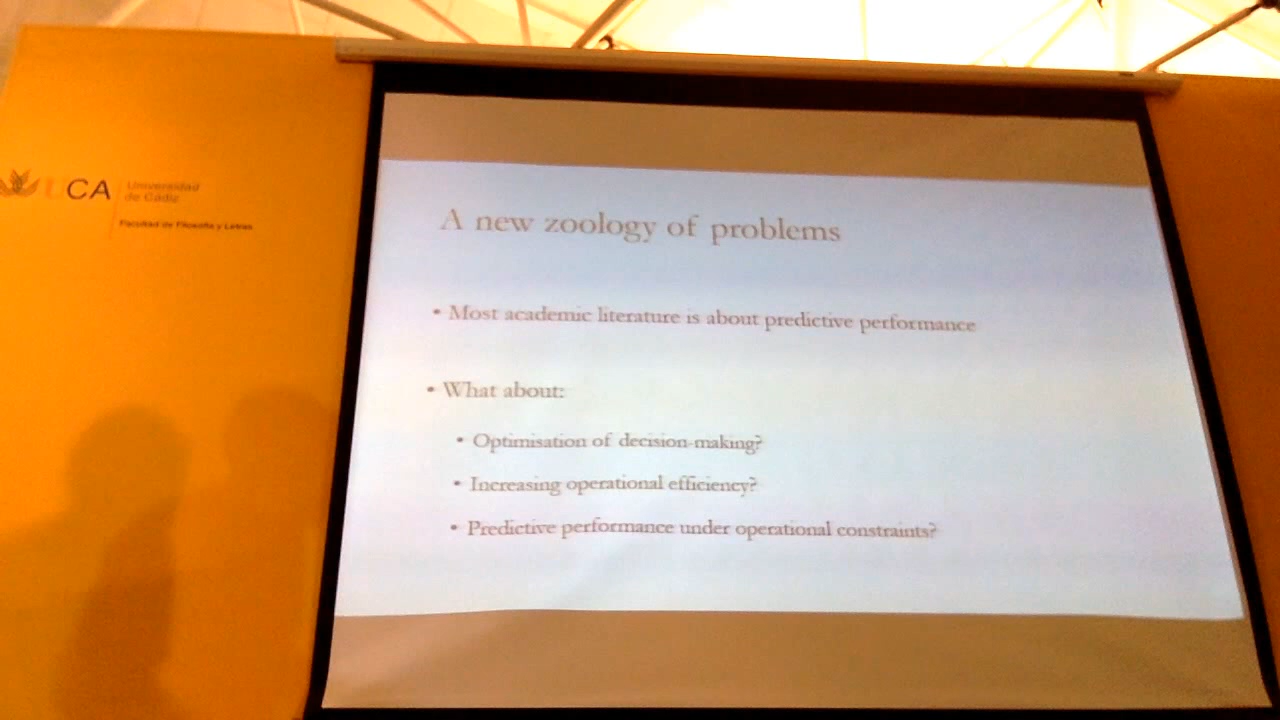 UCA
Universidad
de Cádiz
Facultad de Filosofía y Letras
A new zoology of problems
• Most academic literature is about predictive performance
• What about:
• Optimisation of decision-making?
• Increasing operational efficiency?
• Predictive performance under operational constraints?